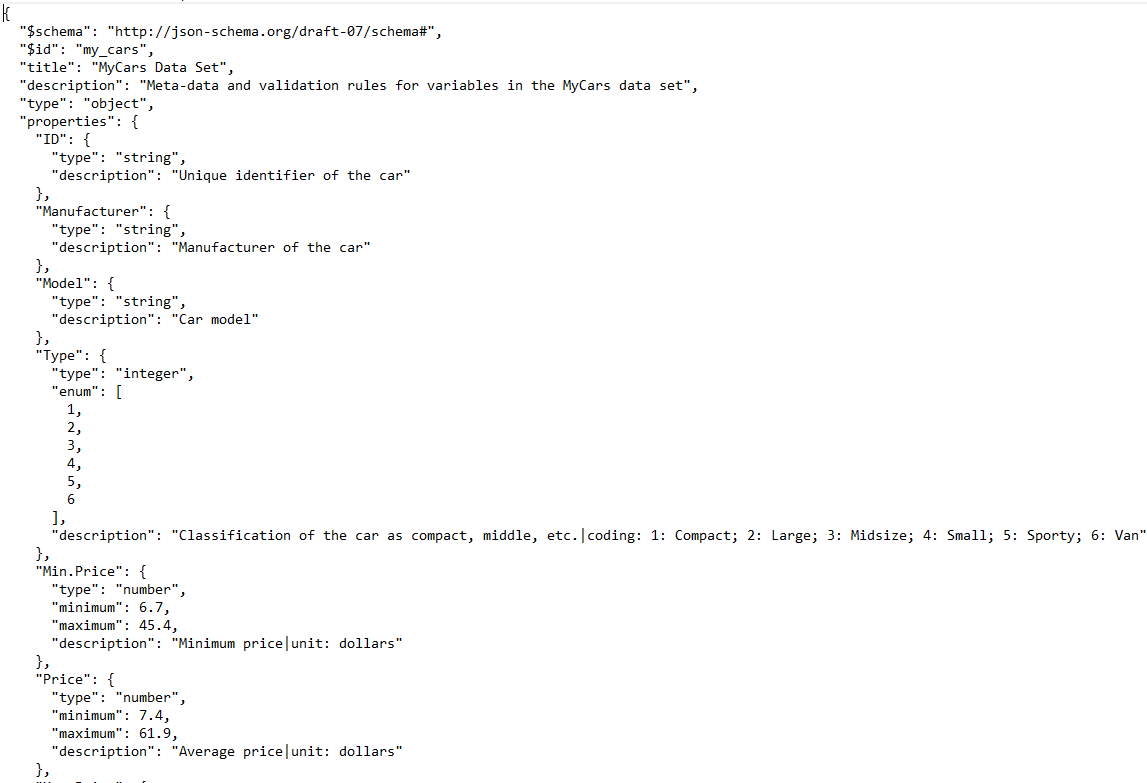 {
  "$schema": "http://json-schema.org/draft-07/schema#",
  "$id": "my_cars",
  "title": "MyCars Data Set",
  "description": "Meta-data and validation rules for variables in the MyCars data set",
  "type": "object",
  "properties": {
    "ID": {
      "type": "string",
      "description": "Unique identifier of the car"
    },
    "Manufacturer": {
      "type": "string",
      "description": "Manufacturer of the car"
    },
    "Model": {
      "type": "string",
      "description": "Car model"
    },
    "Type": {
      "type": "integer",
      "enum": [
        1,
        2,
        3,
        4,
        5,
        6
      ],
      "description": "Classification of the car as compact, middle, etc.|coding: 1: Compact; 2: Large; 3: Midsize; 4: Small; 5: Sporty; 6: Van"
    },
    "Min.Price": {
      "type": "number",
      "minimum": 6.7,
      "maximum": 45.4,
      "description": "Minimum price|unit: dollars"
    },
    "Price": {
      "type": "number",
      "minimum": 7.4,
      "maximum": 61.9,
      "description": "Average price|unit: dollars"
    },